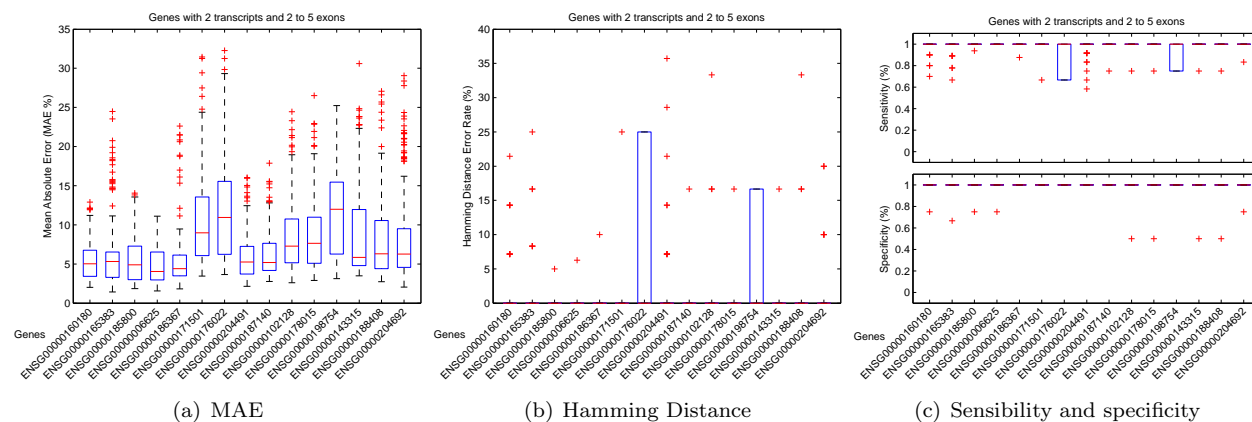 Genes with 2 transcripts and 2 to 5 exons
Mean Absolute Error (MAE %)
35
30
25
20
15
10
5
0
Genes
ENSG00000160180
ENSG00000165383
ENSG00000185800
ENSG00000006625
ENSG00000186367
ENSG00000171501
ENSG00000176022
ENSG00000204491
ENSG00000187140
ENSG00000102128
ENSG00000178015
ENSG00000198754
ENSG00000143315
ENSG00000188408
ENSG00000204692
(a) MAE
Genes with 2 transcripts and 2 to 5 exons
Hamming Distance Error Rate (%)
40
35
30
25
20
15
10
5
0
Genes
ENSG00000160180
ENSG00000165383
ENSG00000185800
ENSG00000006625
ENSG00000186367
ENSG00000171501
ENSG00000176022
ENSG00000204491
ENSG00000187140
ENSG00000102128
ENSG00000178015
ENSG00000198754
ENSG00000143315
ENSG00000188408
ENSG00000204692
(b) Hamming Distance
Genes with 2 transcripts and 2 to 5 exons
Sensitivity (%)
1
0.8
0.6
0.4
0.2
0
Specificity (%)
1
0.8
0.6
0.4
0.2
0
Genes
ENSG00000160180
ENSG00000165383
ENSG00000185800
ENSG00000006625
ENSG00000186367
ENSG00000171501
ENSG00000176022
ENSG00000204491
ENSG00000187140
ENSG00000102128
ENSG00000178015
ENSG00000198754
ENSG00000143315
ENSG00000188408
ENSG00000204692
(c) Sensibility and specificity